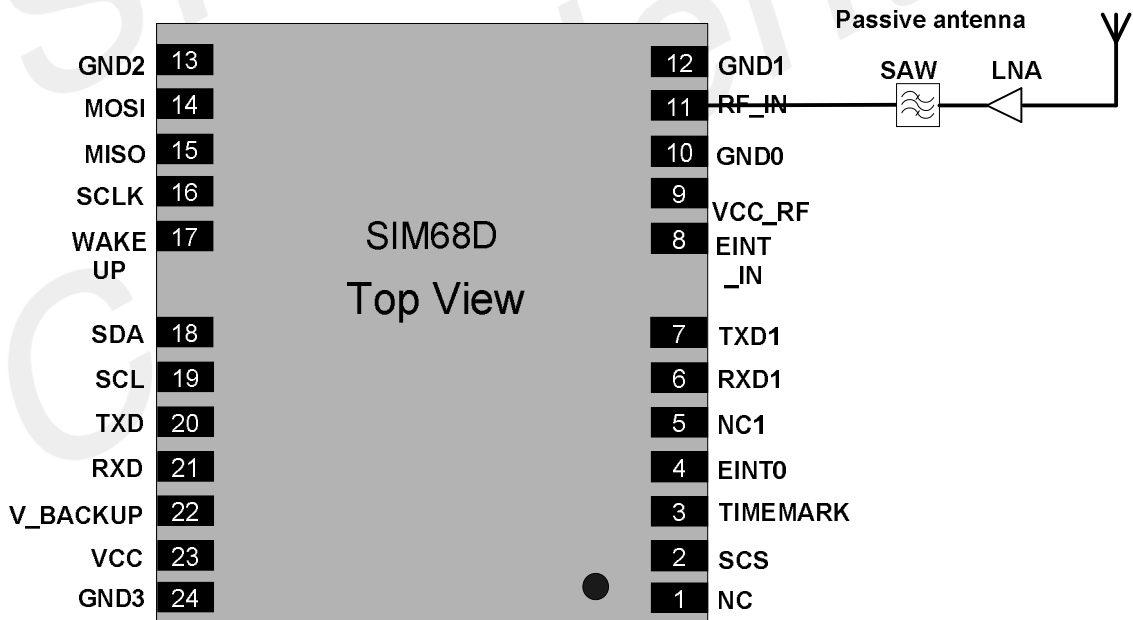 Passive antenna
SAW
LNA
GND2 13
MOSI 14
MISO 15
SCLK 16
WAKE 17
UP
SDA 18
SCL 19
TXD 20
RXD 21
V_BACKUP 22
VCC 23
GND3 24
SIM68D
Top View
12 GND1
11 RF_IN
10 GND0
9 VCC_RF
8 EINT
_IN
7 TXD1
6 RXD1
5 NC1
4 EINT0
3 TIMEMARK
2 SCS
1 NC